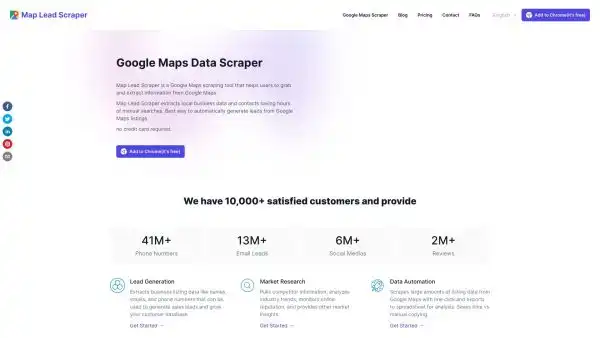 Map Lead Scraper
Google Maps Scraper
Blog
Pricing
Contact
FAQs
English
Add to Chrome(it's free)
Google Maps Data Scraper
Map Lead Scraper is a Google Maps scraping tool that helps users to grab
and extract information from Google Maps.
Map Lead Scraper extracts local business data and contacts saving hours
of manual searches. Best way to automatically generate leads from Google
Maps listings.
no credit card required.
Add to Chrome(it's free)
We have 10,000+ satisfied customers and provide
41M+
Phone Numbers
13M+
Email Leads
6M+
Social Medias
2M+
Reviews
Lead Generation
Extracts business listing data like names,
emails, and phone numbers that can be
used to generate sales leads and grow
your customer database.
Get Started →
Market Research
Pulls competitor information, analyzes
industry trends, monitors online
reputation, and provides other market
insights.
Get Started →
Data Automation
Scrapes large amounts of listing data from
Google Maps with one click and exports
to spreadsheet for analysis. Saves time vs
manual copying.
Get Started →